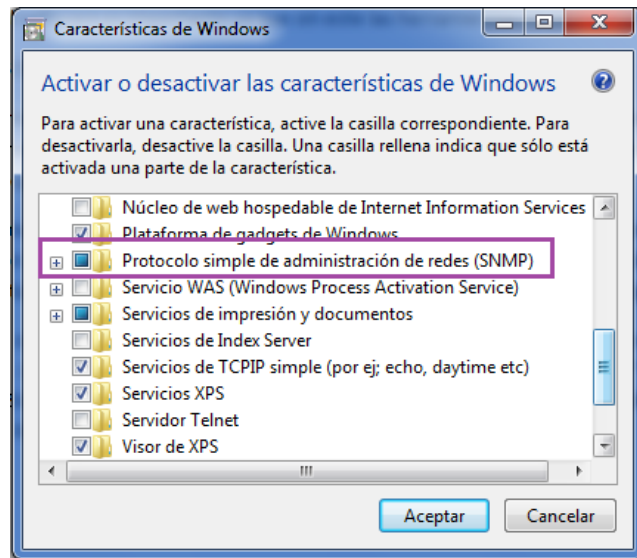 Características de Windows
Activar o desactivar las características de Windows
Para activar una característica, active la casilla correspondiente. Para
desactivarla, desactive la casilla. Una casilla rellena indica que sólo está
activada una parte de la característica.
Núcleo de web hospedable de Internet Information Services
Plataforma de gadgets de Windows
Protocolo simple de administración de redes (SNMP)
Servicio WAS (Windows Process Activation Service)
Servicios de impresión y documentos
Servicios de Index Server
Servicios de TCPIP simple (por ej; echo, daytime etc)
Servicios XPS
Servidor Telnet
Visor de XPS
Aceptar
Cancelar